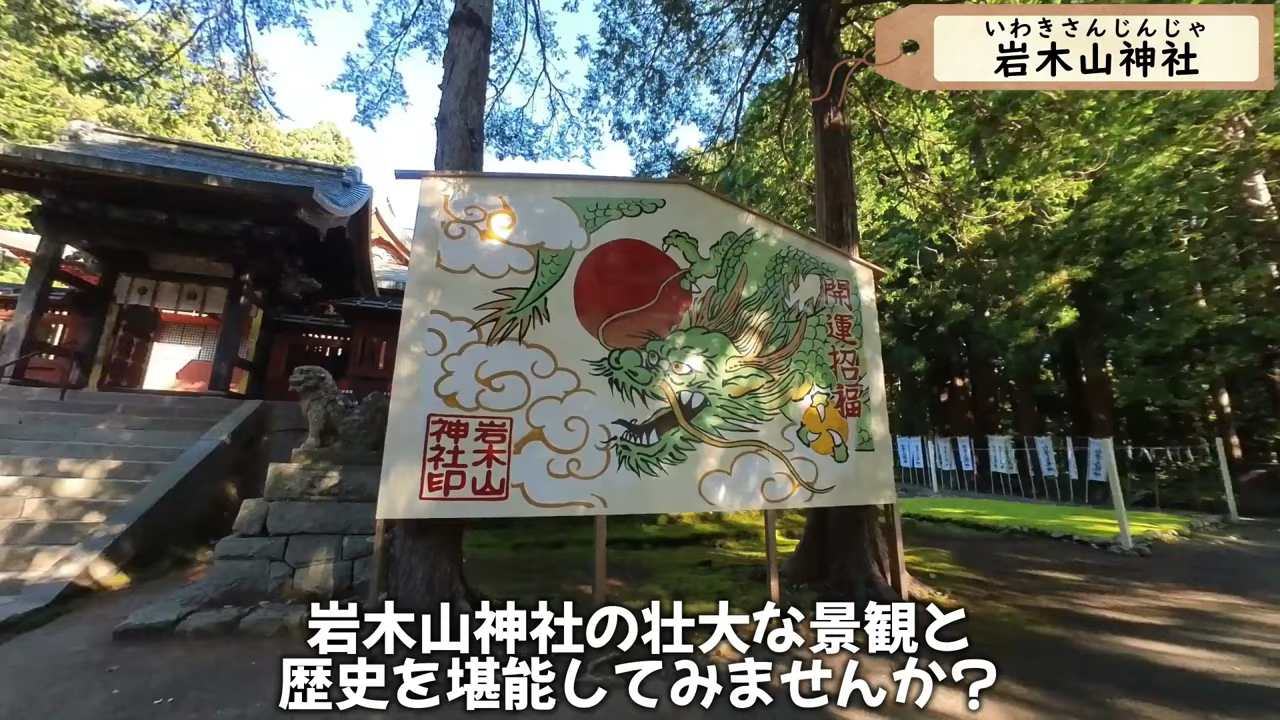 いわきさんじんじゃ
岩木山神社
開運招福
岩木山
神社印
岩木山神社の壮大な景観と
歴史を堪能してみませんか？